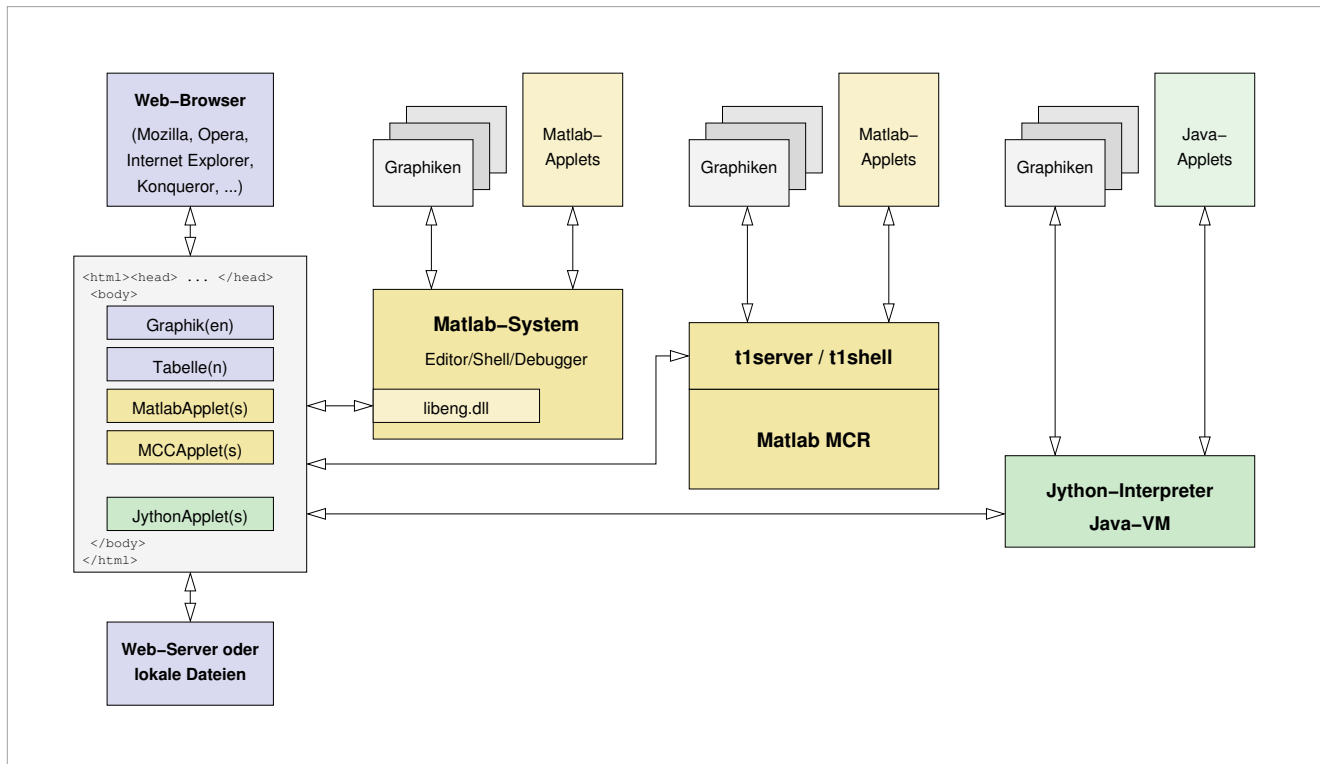 Web−Browser
(Mozilla, Opera,
Internet Explorer,
Konqueror, ...)
<html><head> ... </head>
<body>
Graphik(en)
Tabelle(n)
MatlabApplet(s)
MCCApplet(s)
JythonApplet(s)
</body>
</html>
Web−Server oder
lokale Dateien
Graphiken
Matlab−
Applets
Matlab−System
Editor/Shell/Debugger
libeng.dll
Graphiken
Matlab−
Applets
t1server / t1shell
Matlab MCR
Graphiken
Java−
Applets
Jython−Interpreter
Java−VM